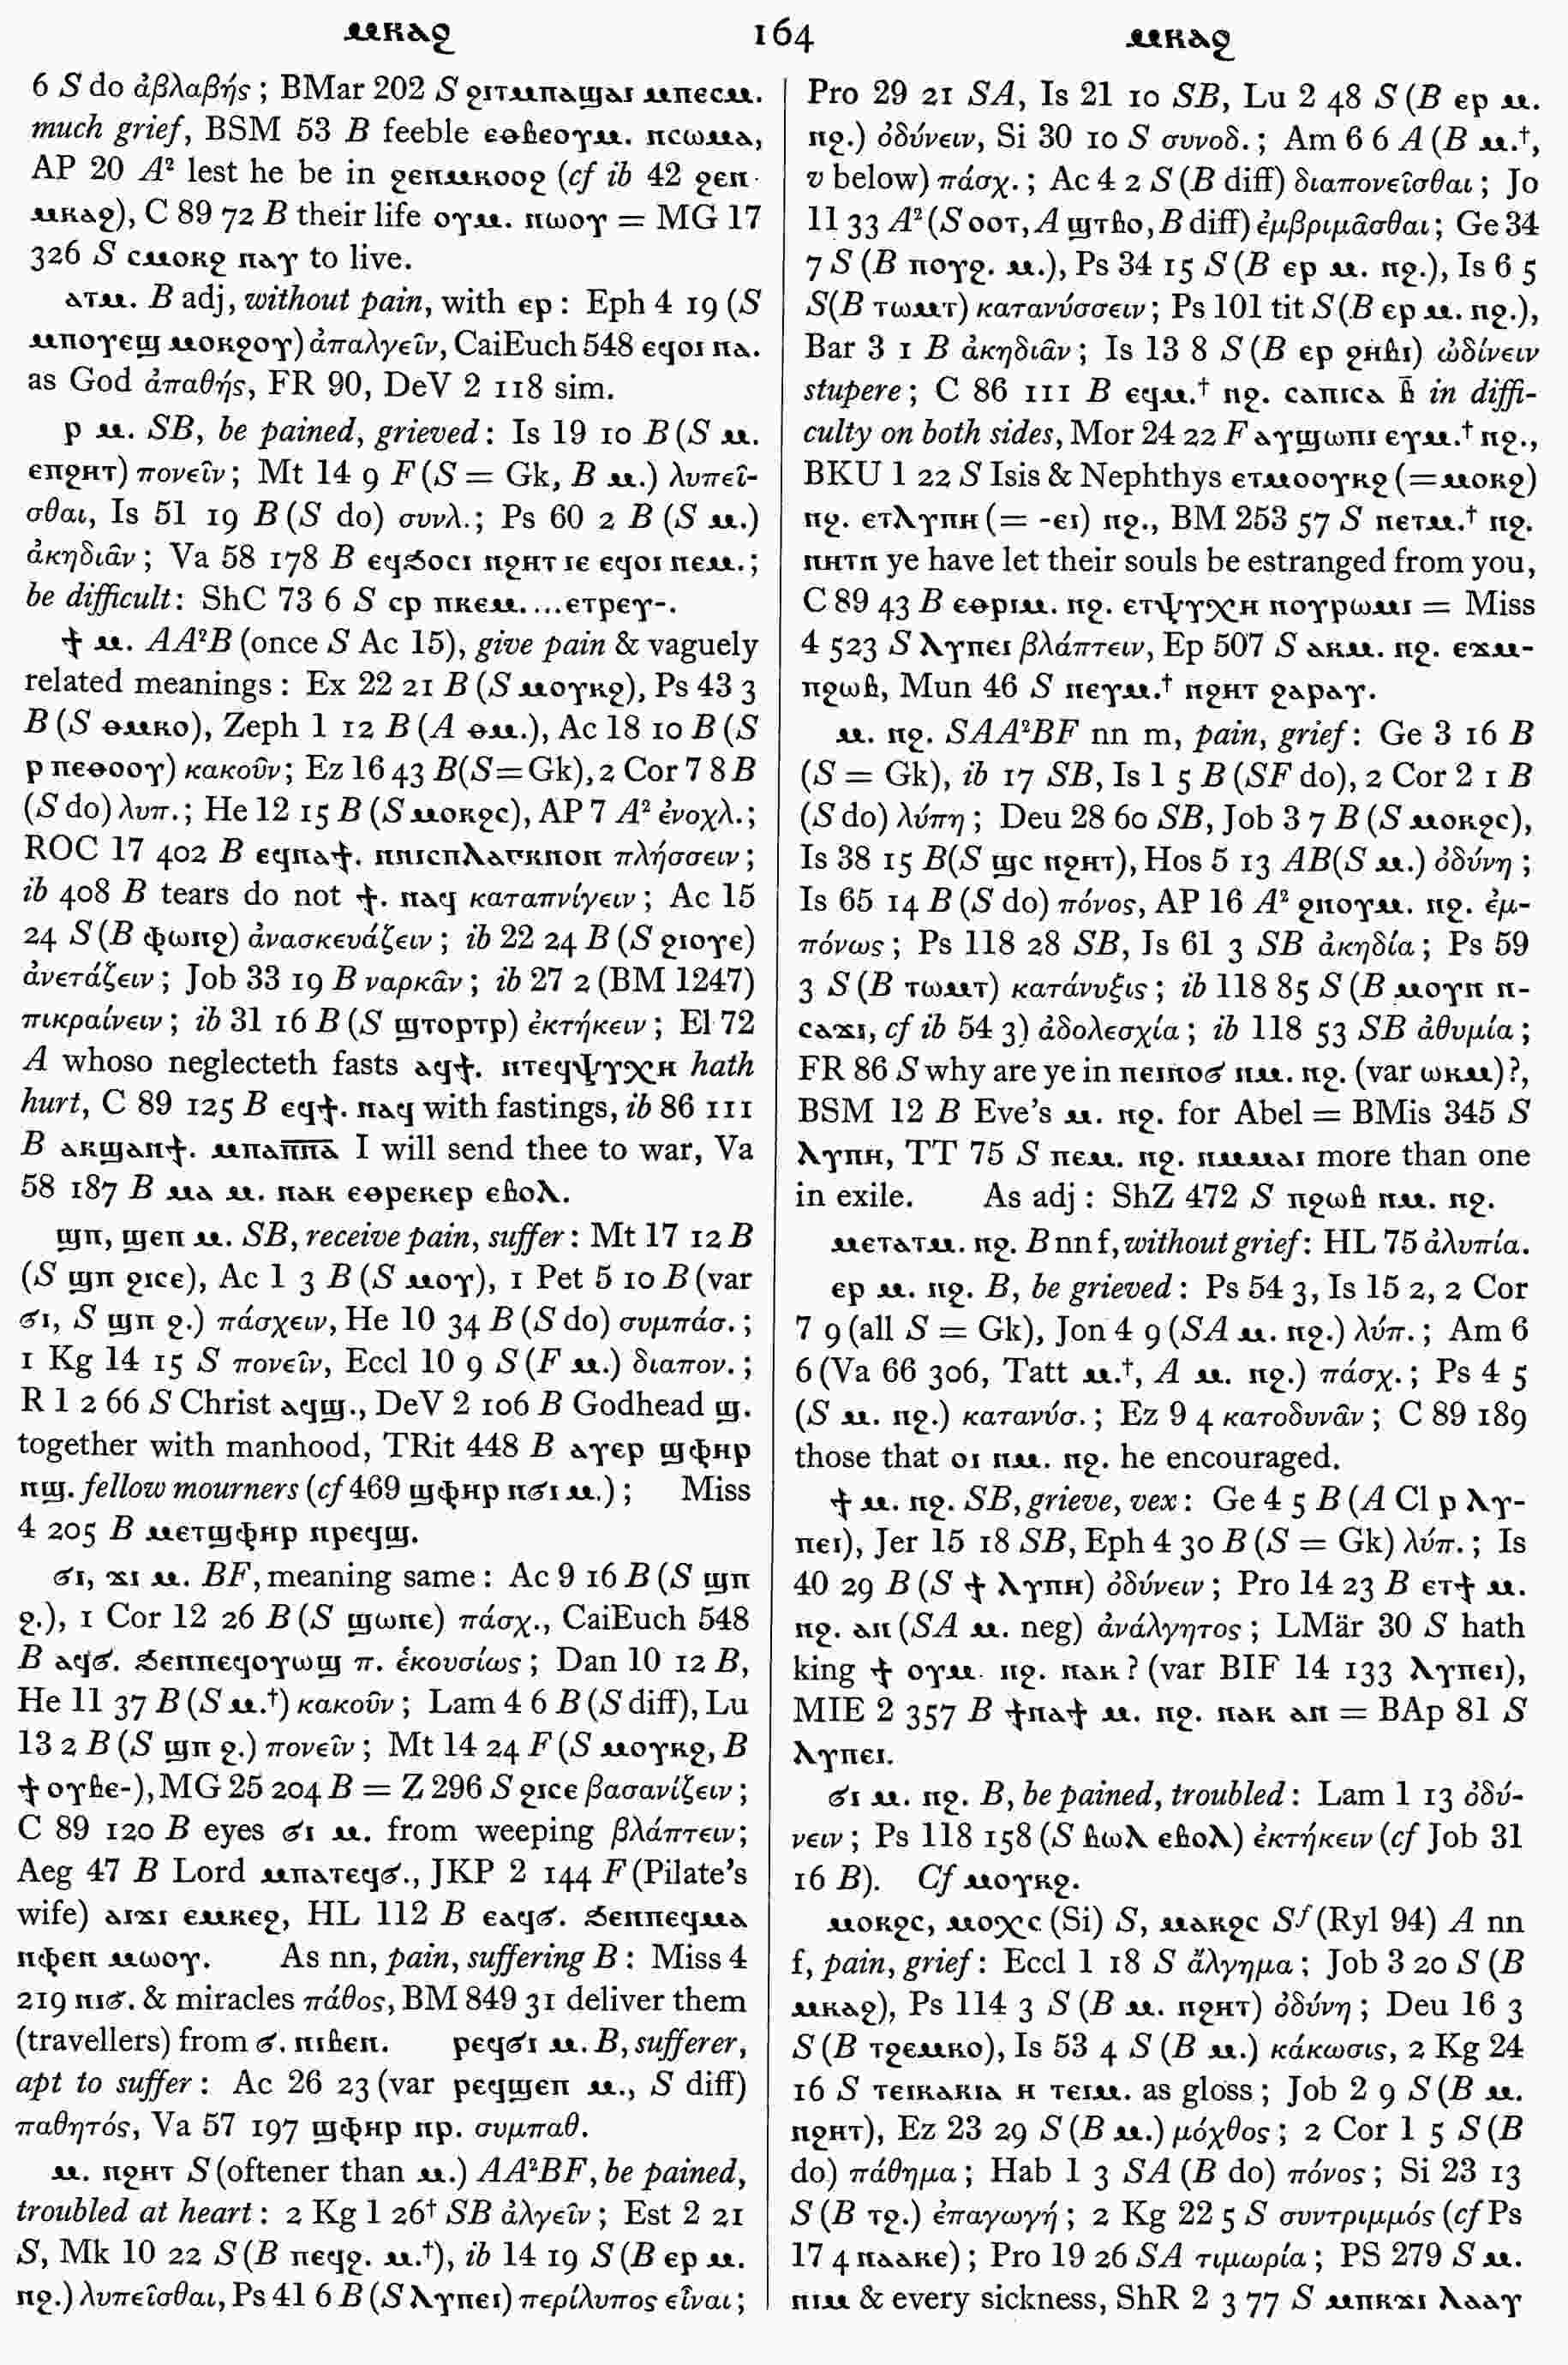 ⲙⲕⲁϩ 164 ⲙⲕⲁϩ
6 S do ἀβλαβής ; BMar 202 S ϩⲓⲧⲙⲡⲁϣⲁⲓ ⲙⲡⲉⲥⲙ.
much grief, BSM 53 B feeble ⲉⲑⲃⲉⲟⲩⲙ. ⲛⲥⲱⲙⲁ,
AP 20 A² lest he be in ϩⲉⲛⲙⲕⲟⲟϩ (cf ib 42 ϩⲉⲛ-
ⲙⲕⲁϩ), C 89 72 B their life ⲟⲩⲙ. ⲛⲱⲟⲩ = MG 17
326 S ⲥⲙⲟⲕϩ ⲛⲁⲩ to live.
ⲁⲧⲙ. B adj, without pain, with ⲉⲣ : Eph 4 19 (S
ⲙⲡⲟⲩⲉϣ ⲙⲟⲕϩⲟⲩ) ἀπαλγεῖν, CaiEuch 548 ⲉϥⲟⲓ ⲛⲁ.
as God ἀπαθής, FR 90, DeV 2 118 sim.
ⲣ ⲙ. SB, be pained, grieved : Is 19 10 B (S ⲙ.
ⲉⲡϩⲏⲧ) πονεῖν ; Mt 14 9 F (S = Gk, B ⲙ.) λυπεῖ-
σθαι, Is 51 19 B (S do) συνλ. ; Ps 60 2 B (S ⲙ.)
ἀκηδιᾶν ; Va 58 178 B ⲉϥϧⲟⲥⲓ ⲛϩⲏⲧ ⲓⲉ ⲉϥⲟⲓ ⲛⲉⲙ. ;
be difficult : ShC 73 6 S ⲥⲣ ⲡⲕⲉⲙ....ⲉⲧⲣⲉⲩ-.
ϯ ⲙ. AA²B (once S Ac 15), give pain & vaguely
related meanings : Ex 22 21 B (S ⲙⲟⲩⲕϩ), Ps 43 3
B (S ⲑⲙⲕⲟ), Zeph 1 12 B (A ⲑⲙ.), Ac 18 10 B (S
ⲣ ⲡⲉⲑⲟⲟⲩ) κακοῦν ; Ez 16 43 B (S=Gk), 2 Cor 7 8 B
(S do) λυπ. ; He 12 15 B (S ⲙⲟⲕϩⲥ), AP 7 A² ἐνοχλ. ;
ROC 17 402 B ⲉϥⲛⲁϯ. ⲛⲛⲓⲥⲡⲗⲁⲅⲕⲛⲟⲛ πλήσσειν ;
ib 408 B tears do not ϯ. ⲛⲁϥ καταπνίγειν ; Ac 15
24 S (B ⲫⲱⲛϩ) ἀνασκευάζειν ; ib 22 24 B (S ϩⲓⲟⲩⲉ)
ἀνετάζειν ; Job 33 19 B ναρκᾶν ; ib 27 2 (BM 1247)
πικραίνειν ; ib 31 16 B (S ϣⲧⲟⲣⲧⲣ) ἐκτήκειν ; El 72
A whoso neglecteth fasts ⲁϥϯ. ⲛⲧⲉϥⲯⲩⲭⲏ hath
hurt, C 89 125 B ⲉϥϯ. ⲛⲁϥ with fastings, ib 86 111
B ⲁⲕϣⲁⲛϯ. ⲙⲡⲁⲡ̅ⲛ̅ⲁ̅ I will send thee to war, Va
58 187 B ⲙⲁ ⲙ. ⲛⲁⲕ ⲉⲑⲣⲉⲕⲉⲣ ⲉⲃⲟⲗ.
ϣⲡ, ϣⲉⲡ ⲙ. SB, receive pain, suffer : Mt 17 12 B
(S ϣⲡ ϩⲓⲥⲉ), Ac 1 3 B (S ⲙⲟⲩ), 1 Pet 5 10 B (var
ϭⲓ, S ϣⲡ ϩ.) πάσχειν, He 10 34 B (S do) συμπάσ. ;
1 Kg 14 15 S πονεῖν, Eccl 10 9 S (F ⲙ.) διαπον. ;
R 1 2 66 S Christ ⲁϥϣ., DeV 2 106 B Godhead ϣ.
together with manhood, TRit 448 B ⲁⲩⲉⲣ ϣⲫⲏⲣ
ⲛϣ. fellow mourners (cf 469 ϣⲫⲏⲣ ⲛϭⲓ ⲙ.) ; Miss
4 205 B ⲙⲉⲧϣⲫⲏⲣ ⲛⲣⲉϥϣ.
ϭⲓ, ϫⲓ ⲙ. BF, meaning same : Ac 9 16 B (S ϣⲡ
ϩ.), 1 Cor 12 26 B (S ϣⲱⲛⲉ) πάσχ., CaiEuch 548
B ⲁϥϭ. ϧⲉⲛⲡⲉϥⲟⲩⲱϣ π. ἑκουσίως ; Dan 10 12 B,
He 11 37 B (S ⲙ.†) κακοῦν ; Lam 4 6 B (S diff), Lu
13 2 B (S ϣⲡ ϩ.) πονεῖν ; Mt 14 24 F (S ⲙⲟⲩⲕϩ, B
ϯ ⲟⲩⲃⲉ-), MG 25 204 B = Z 296 S ϩⲓⲥⲉ βασανίζειν ;
C 89 120 B eyes ϭⲓ ⲙ. from weeping βλάπτειν ;
Aeg 47 B Lord ⲙⲡⲁⲧⲉϥϭ., JKP 2 144 F (Pilate's
wife) ⲁⲓϫⲓ ⲉⲙⲕⲉϩ, HL 112 B ⲉⲁϥϭ. ϧⲉⲛⲡⲉϥⲙⲁ
ⲛⲫⲉⲛ ⲙⲱⲟⲩ. As nn, pain, suffering B : Miss 4
219 ⲡⲓϭ. & miracles πάθος, BM 849 31 deliver them
(travellers) from ϭ. ⲛⲓⲃⲉⲛ. ⲣⲉϥϭⲓ ⲙ. B, sufferer,
apt to suffer : Ac 26 23 (var ⲣⲉϥϣⲉⲡ ⲙ., S diff)
παθητός, Va 57 197 ϣⲫⲏⲣ ⲛⲣ. συμπαθ.
ⲙ. ⲛϩⲏⲧ S (oftener than ⲙ.) AA²BF, be pained,
troubled at heart : 2 Kg 1 26† SB ἀλγεῖν ; Est 2 21
S, Mk 10 22 S (B ⲡⲉϥϩ. ⲙ.†), ib 14 19 S (B ⲉⲣ ⲙ.
ⲛϩ.) λυπεῖσθαι, Ps 41 6 B (S ⲗⲩⲡⲉⲓ) περίλυπος εἶναι ;
Pro 29 21 SA, Is 21 10 SB, Lu 2 48 S (B ⲉⲣ ⲙ.
ⲛϩ.) ὀδύνειν, Si 30 10 S συνοδ. ; Am 6 6 A (B ⲙ.†,
v below) πάσχ. ; Ac 4 2 S (B diff) διαπονεῖσθαι ; Jo
11 33 A² (S ⲟⲟⲧ, A ϣⲧⲃⲟ, B diff) ἐμβριμᾶσθαι ; Ge 34
7 S (B ⲡⲟⲩϩ. ⲙ.), Ps 34 15 S (B ⲉⲣ ⲙ. ⲛϩ.), Is 6 5
S (B ⲧⲱⲙⲧ) κατανύσσειν ; Ps 101 tit S (B ⲉⲣ ⲙ. ⲛϩ.),
Bar 3 1 B ἀκηδιᾶν ; Is 13 8 S (B ⲉⲣ ϩⲏⲃⲓ) ὠδίνειν
stupere ; C 86 111 B ⲉϥⲙ.† ⲛϩ. ⲥⲁⲡⲓⲥⲁ ⲃ̅ in diffi-
culty on both sides, Mor 24 22 F ⲁⲩϣⲱⲡⲓ ⲉⲩⲙ.† ⲛϩ.,
BKU 1 22 S Isis & Nephthys ⲉⲧⲙⲟⲟⲩⲕϩ (=ⲙⲟⲕϩ)
ⲛϩ. ⲉⲧⲗⲩⲡⲏ (= -ⲉⲓ) ⲛϩ., BM 253 57 S ⲡⲉⲧⲙ.† ⲛϩ.
ⲛⲏⲧⲛ ye have let their souls be estranged from you,
C 89 43 B ⲉⲑⲣⲓⲙ. ⲛϩ. ⲉⲧⲯⲩⲭⲏ ⲛⲟⲩⲣⲱⲙⲓ = Miss
4 523 S ⲗⲩⲡⲉⲓ βλάπτειν, Ep 507 S ⲁⲕⲙ. ⲛϩ. ⲉϫⲙ-
ⲡϩⲱⲃ, Mun 46 S ⲡⲉⲩⲙ.† ⲛϩⲏⲧ ϩⲁⲣⲁⲩ.
ⲙ. ⲛϩ. SAA²BF nn m, pain, grief : Ge 3 16 B
(S = Gk), ib 17 SB, Is 1 5 B (SF do), 2 Cor 2 1 B
(S do) λύπη ; Deu 28 60 SB, Job 3 7 B (S ⲙⲟⲕϩⲥ),
Is 38 15 B (S ϣⲥ ⲛϩⲏⲧ), Hos 5 13 AB (S ⲙ.) ὀδύνη ;
Is 65 14 B (S do) πόνος, AP 16 A² ϩⲛⲟⲩⲙ. ⲛϩ. ἐμ-
πόνως ; Ps 118 28 SB, Is 61 3 SB ἀκηδία ; Ps 59
3 S (B ⲧⲱⲙⲧ) κατάνυξις ; ib 118 85 S (B ⲙⲟⲩⲛ ⲛ-
ⲥⲁϫⲓ, cf ib 54 3) ἀδολεσχία ; ib 118 53 SB ἀθυμία ;
FR 86 S why are ye in ⲡⲉⲓⲛⲟϭ ⲛⲙ. ⲛϩ. (var ⲱⲕⲙ)?,
BSM 12 B Eve's ⲙ. ⲛϩ. for Abel = BMis 345 S
ⲗⲩⲡⲏ, TT 75 S ⲡⲉⲙ. ⲛϩ. ⲛⲙⲙⲁⲓ more than one
in exile. As adj : ShZ 472 S ⲡϩⲱⲃ ⲛⲙ. ⲛϩ.
ⲙⲉⲧⲁⲧⲙ. ⲛϩ. B nn f, without grief : HL 75 ἀλυπία.
ⲉⲣ ⲙ. ⲛϩ. B, be grieved : Ps 54 3, Is 15 2, 2 Cor
7 9 (all S = Gk), Jon 4 9 (SA ⲙ. ⲛϩ.) λύπ. ; Am 6
6 (Va 66 306, Tatt ⲙ.†, A ⲙ. ⲛϩ.) πάσχ. ; Ps 4 5
(S ⲙ. ⲛϩ.) κατανύσ. ; Ez 9 4 κατοδυνᾶν ; C 89 189
those that ⲟⲓ ⲛⲙ. ⲛϩ. he encouraged.
ϯ ⲙ. ⲛϩ. SB, grieve, vex : Ge 4 5 B (A Cl ⲣ ⲗⲩ-
ⲡⲉⲓ), Jer 15 18 SB, Eph 4 30 B (S = Gk) λύπ. ; Is
40 29 B (S ϯ ⲗⲩⲡⲏ) ὀδύνειν ; Pro 14 23 B ⲉⲧϯ ⲙ.
ⲛϩ. ⲁⲛ (SA ⲙ. neg) ἀνάλγητος ; LMär 30 S hath
king ϯ ⲟⲩⲙ. ⲛϩ. ⲛⲁⲕ ? (var BIF 14 133 ⲗⲩⲡⲉⲓ),
MIE 2 357 B ϯⲛⲁϯ ⲙ. ⲛϩ. ⲛⲁⲕ ⲁⲛ = BAp 81 S
ⲗⲩⲡⲉⲓ.
ϭⲓ ⲙ. ⲛϩ. B, be pained, troubled : Lam 1 13 ὀδύ-
νειν ; Ps 118 158 (S ⲃⲱⲗ ⲉⲃⲟⲗ) ἐκτήκειν (cf Job 31
16 B). Cf ⲙⲟⲩⲕϩ.
ⲙⲟⲕϩⲥ, ⲙⲟⲭⲥ (Si) S, ⲙⲁⲕϩⲥ Sᶠ (Ryl 94) A nn
f, pain, grief : Eccl 1 18 S ἄλγημα ; Job 3 20 S (B
ⲙⲕⲁϩ), Ps 114 3 S (B ⲙ. ⲛϩⲏⲧ) ὀδύνη ; Deu 16 3
S (B ⲧϩⲉⲙⲕⲟ), Is 53 4 S (B ⲙ.) κάκωσις, 2 Kg 24
16 S ⲧⲉⲓⲕⲁⲕⲓⲁ ⲏ ⲧⲉⲓⲙ. as gloss ; Job 2 9 S (B ⲙ.
ⲛϩⲏⲧ), Ez 23 29 S (B ⲙ.) μόχθος ; 2 Cor 1 5 S (B
do) πάθημα ; Hab 1 3 SA (B do) πόνος ; Si 23 13
S (B ⲧϩ.) ἐπαγωγή ; 2 Kg 22 5 S συντριμμός (cf Ps
17 4 ⲛⲁⲁⲕⲉ) ; Pro 19 26 SA τιμωρία ; PS 279 S ⲙ.
ⲛⲓⲙ & every sickness, ShR 2 3 77 S ⲙⲡⲕϫⲓ ⲗⲁⲁⲩ